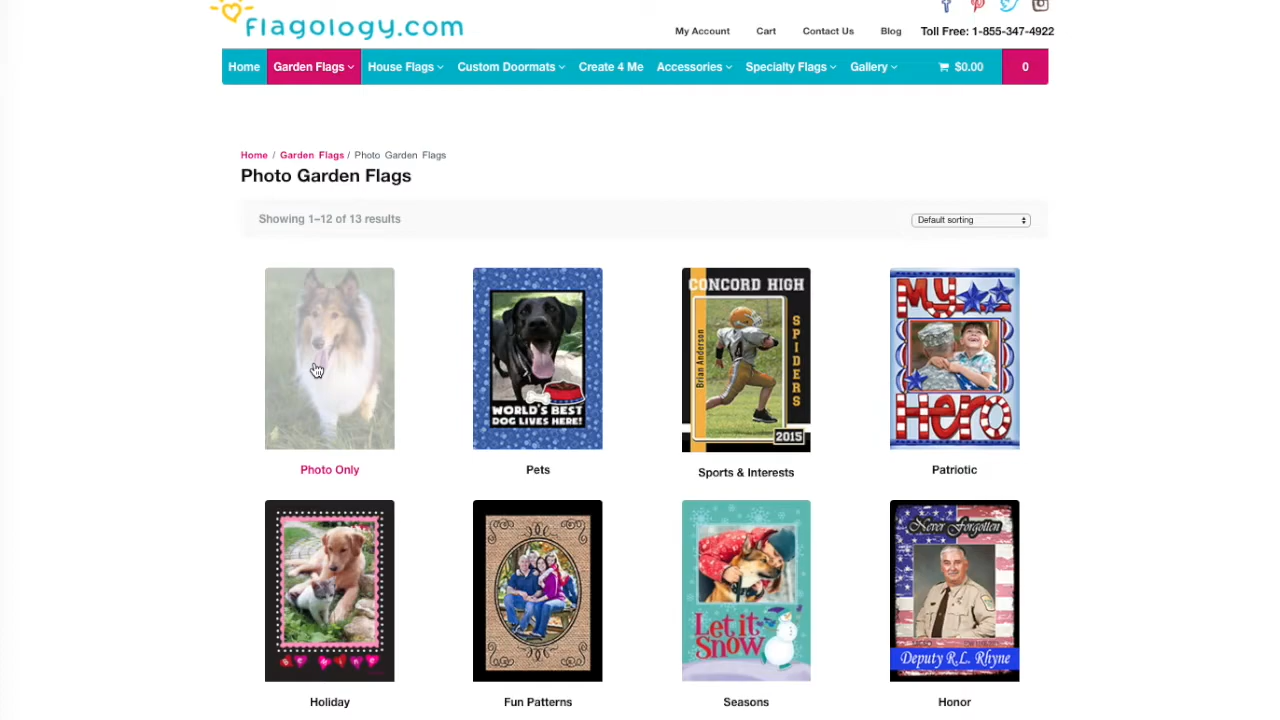 flagology.com
My Account Cart Contact Us Blog Toll Free: 1-855-347-4922
Home Garden Flags House Flags Custom Doormats Create 4 Me Accessories Specialty Flags Gallery $0.00 0
Home / Garden Flags / Photo Garden Flags
Photo Garden Flags
Showing 1–12 of 13 results
Default sorting
WORLD'S BEST
DOG LIVES HERE!
CONCORD HIGH
Brian Anderson
SPIDERS
2015
MY
Hero
Photo Only
Pets
Sports & Interests
Patriotic
BE MINE
Let it
Snow
Never Forgotten
Deputy R.L. Rhyne
Holiday
Fun Patterns
Seasons
Honor